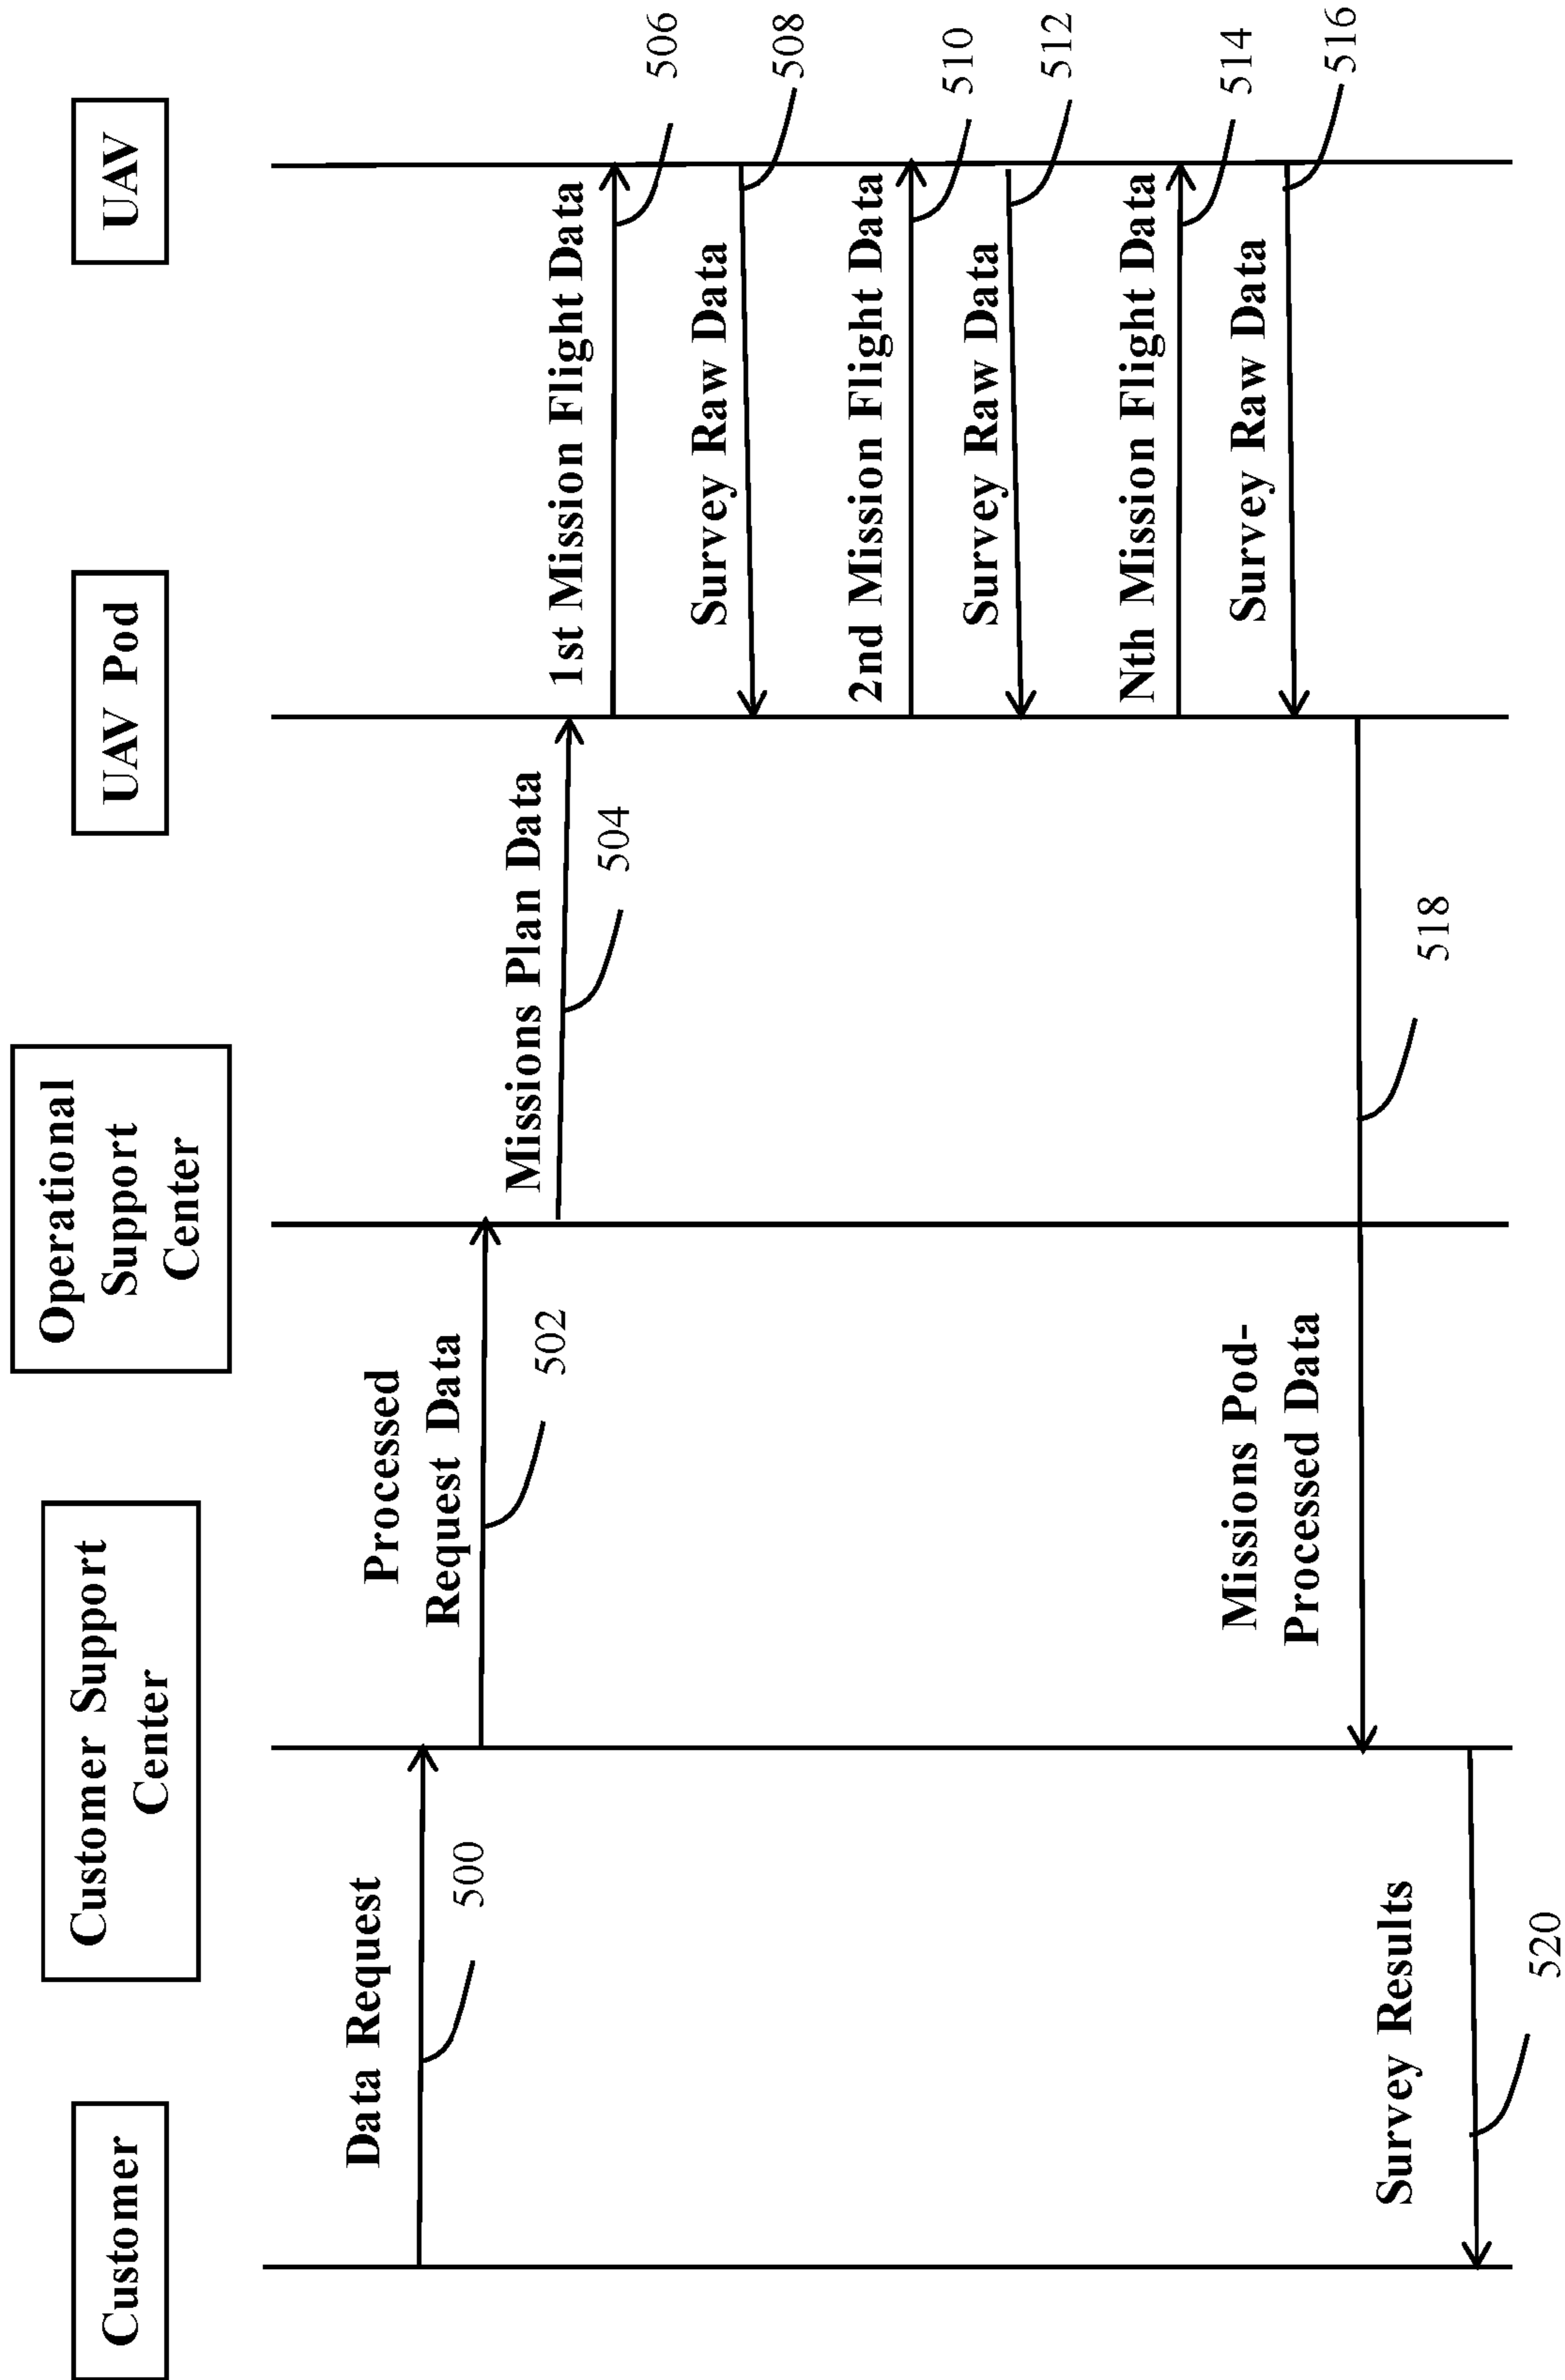 Customer
Customer Support
Center
Operational
Support
Center
UAV Pod
UAV
Data Request
500
Processed
Request Data
502
Missions Plan Data
504
1st Mission Flight Data
506
Survey Raw Data
508
2nd Mission Flight Data
510
Survey Raw Data
512
Nth Mission Flight Data
514
Survey Raw Data
516
Missions Pod-
Processed Data
518
Survey Results
520